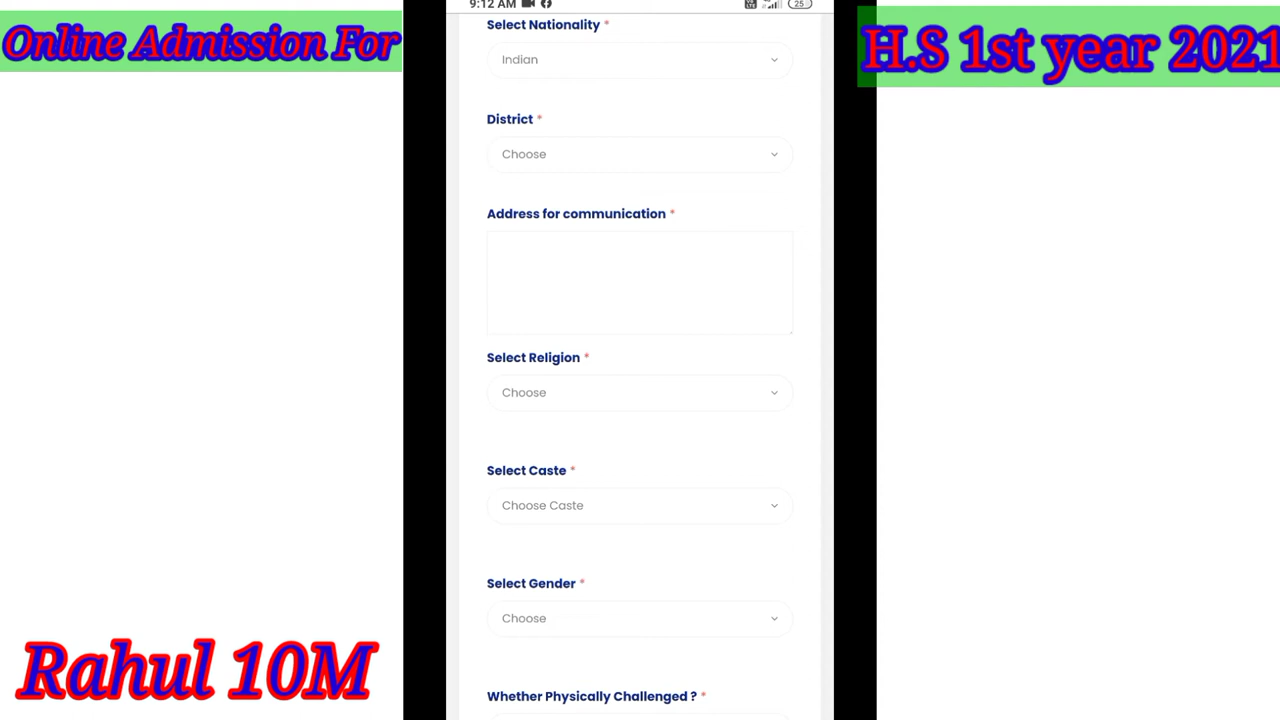 Online Admission For
H.S 1st year 2021
9:12 AM
25
Select Nationality *
Indian
District *
Choose
Address for communication *
Select Religion *
Choose
Select Caste *
Choose Caste
Select Gender *
Choose
Whether Physically Challenged ? *
Rahul 10M